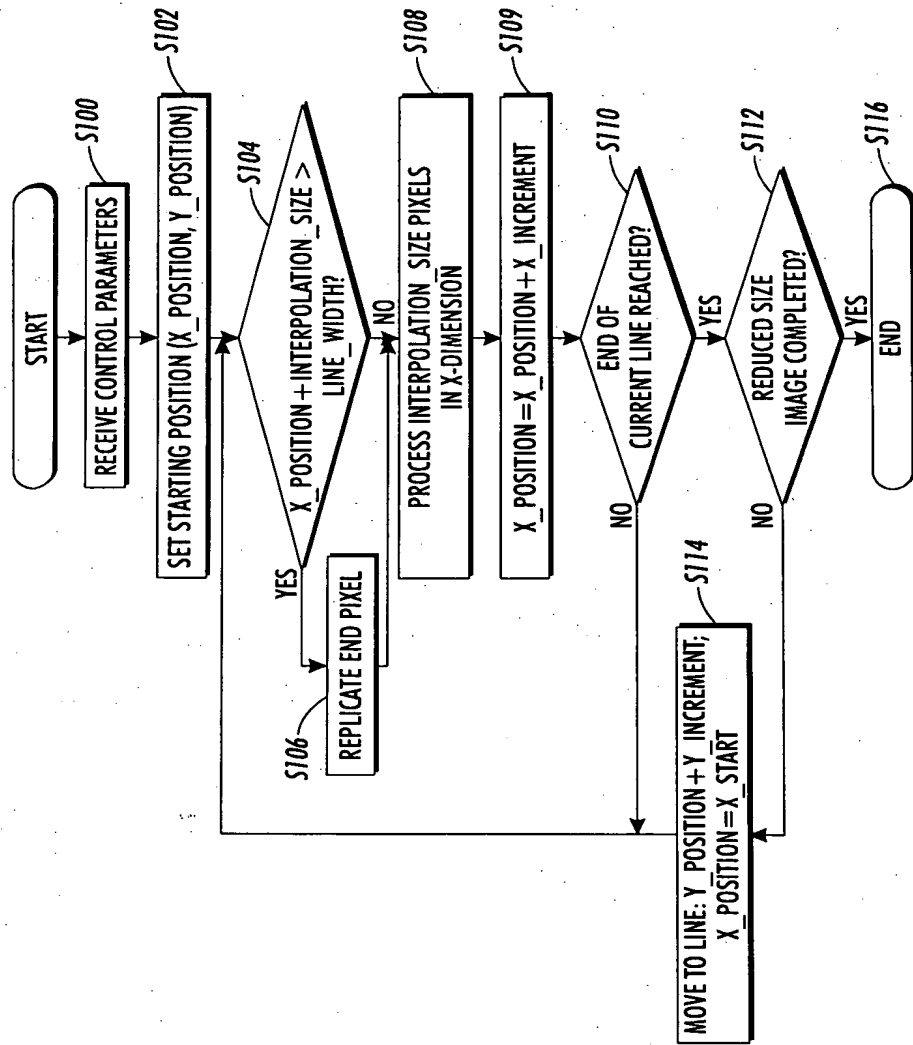 START
S100
RECEIVE CONTROL PARAMETERS
S102
SET STARTING POSITION (X_POSITION, Y_POSITION)
S104
X_POSITION+INTERPOLATION_SIZE >
LINE_WIDTH?
YES
NO
S106
REPLICATE END PIXEL
S108
PROCESS INTERPOLATION_SIZE PIXELS
IN X-DIMENSION
S109
X_POSITION=X_POSITION+X_INCREMENT
S110
END OF
CURRENT LINE REACHED?
NO
YES
S112
REDUCED SIZE
IMAGE COMPLETED?
NO
YES
S114
MOVE TO LINE: Y_POSITION+Y_INCREMENT;
X_POSITION=X_START
S116
END